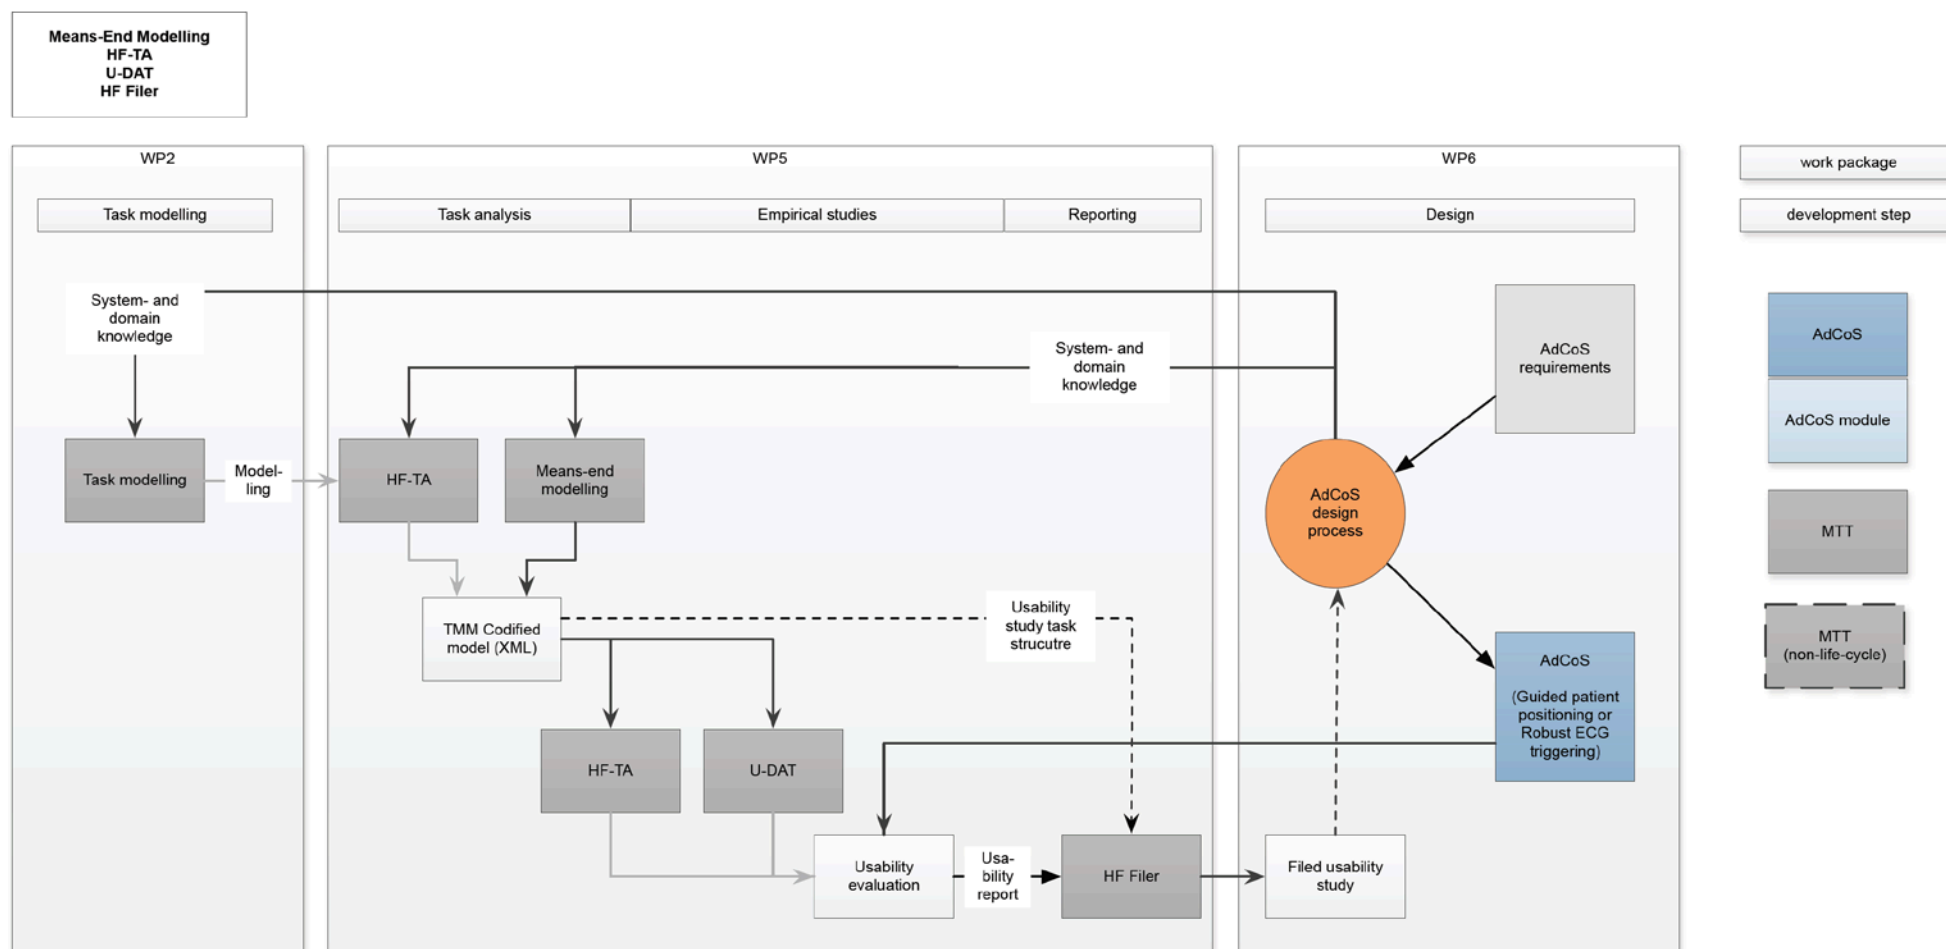 Means-End Modelling
HF-TA
U-DAT
HF Filer
WP2
WP5
WP6
work package
Task modelling
Task analysis
Empirical studies
Reporting
Design
development step
System- and
domain
knowledge
System- and
domain
knowledge
AdCoS
requirements
AdCoS
AdCoS module
Task modelling
Model-
ling
HF-TA
Means-end
modelling
AdCoS
design
process
MTT
TMM Codified
model (XML)
Usability
study task
strucutre
MTT
(non-life-cycle)
AdCoS
(Guided patient
positioning or
Robust ECG
triggering)
HF-TA
U-DAT
Usability
evaluation
Usa-
bility
report
HF Filer
Filed usability
study